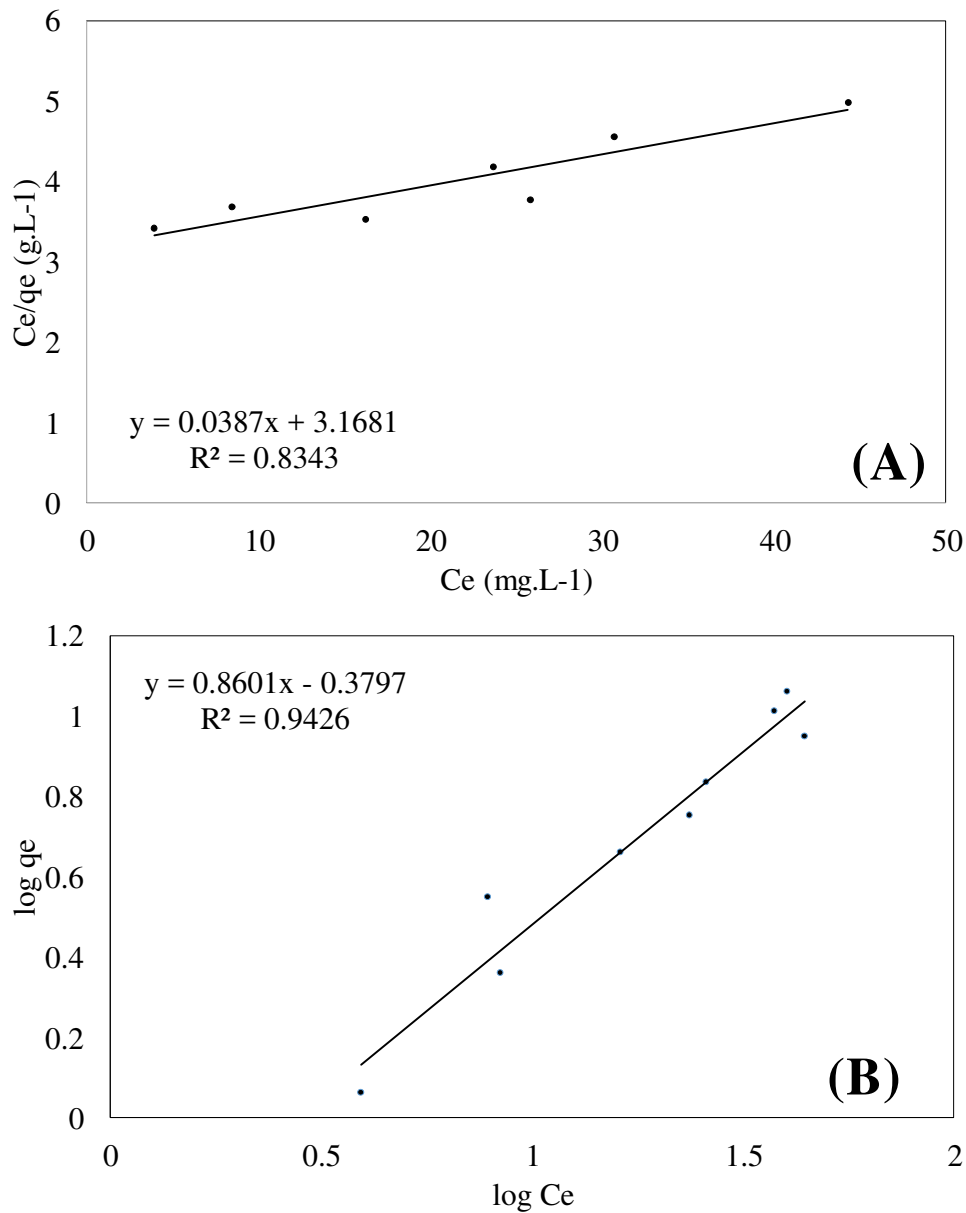 6
5
4
3
2
1
0
Ce/qe (g.L-1)
y = 0.0387x + 3.1681
R² = 0.8343
(A)
0 10 20 30 40 50
Ce (mg.L-1)
1.2
1
0.8
0.6
0.4
0.2
0
log qe
y = 0.8601x - 0.3797
R² = 0.9426
(B)
0 0.5 1 1.5 2
log Ce